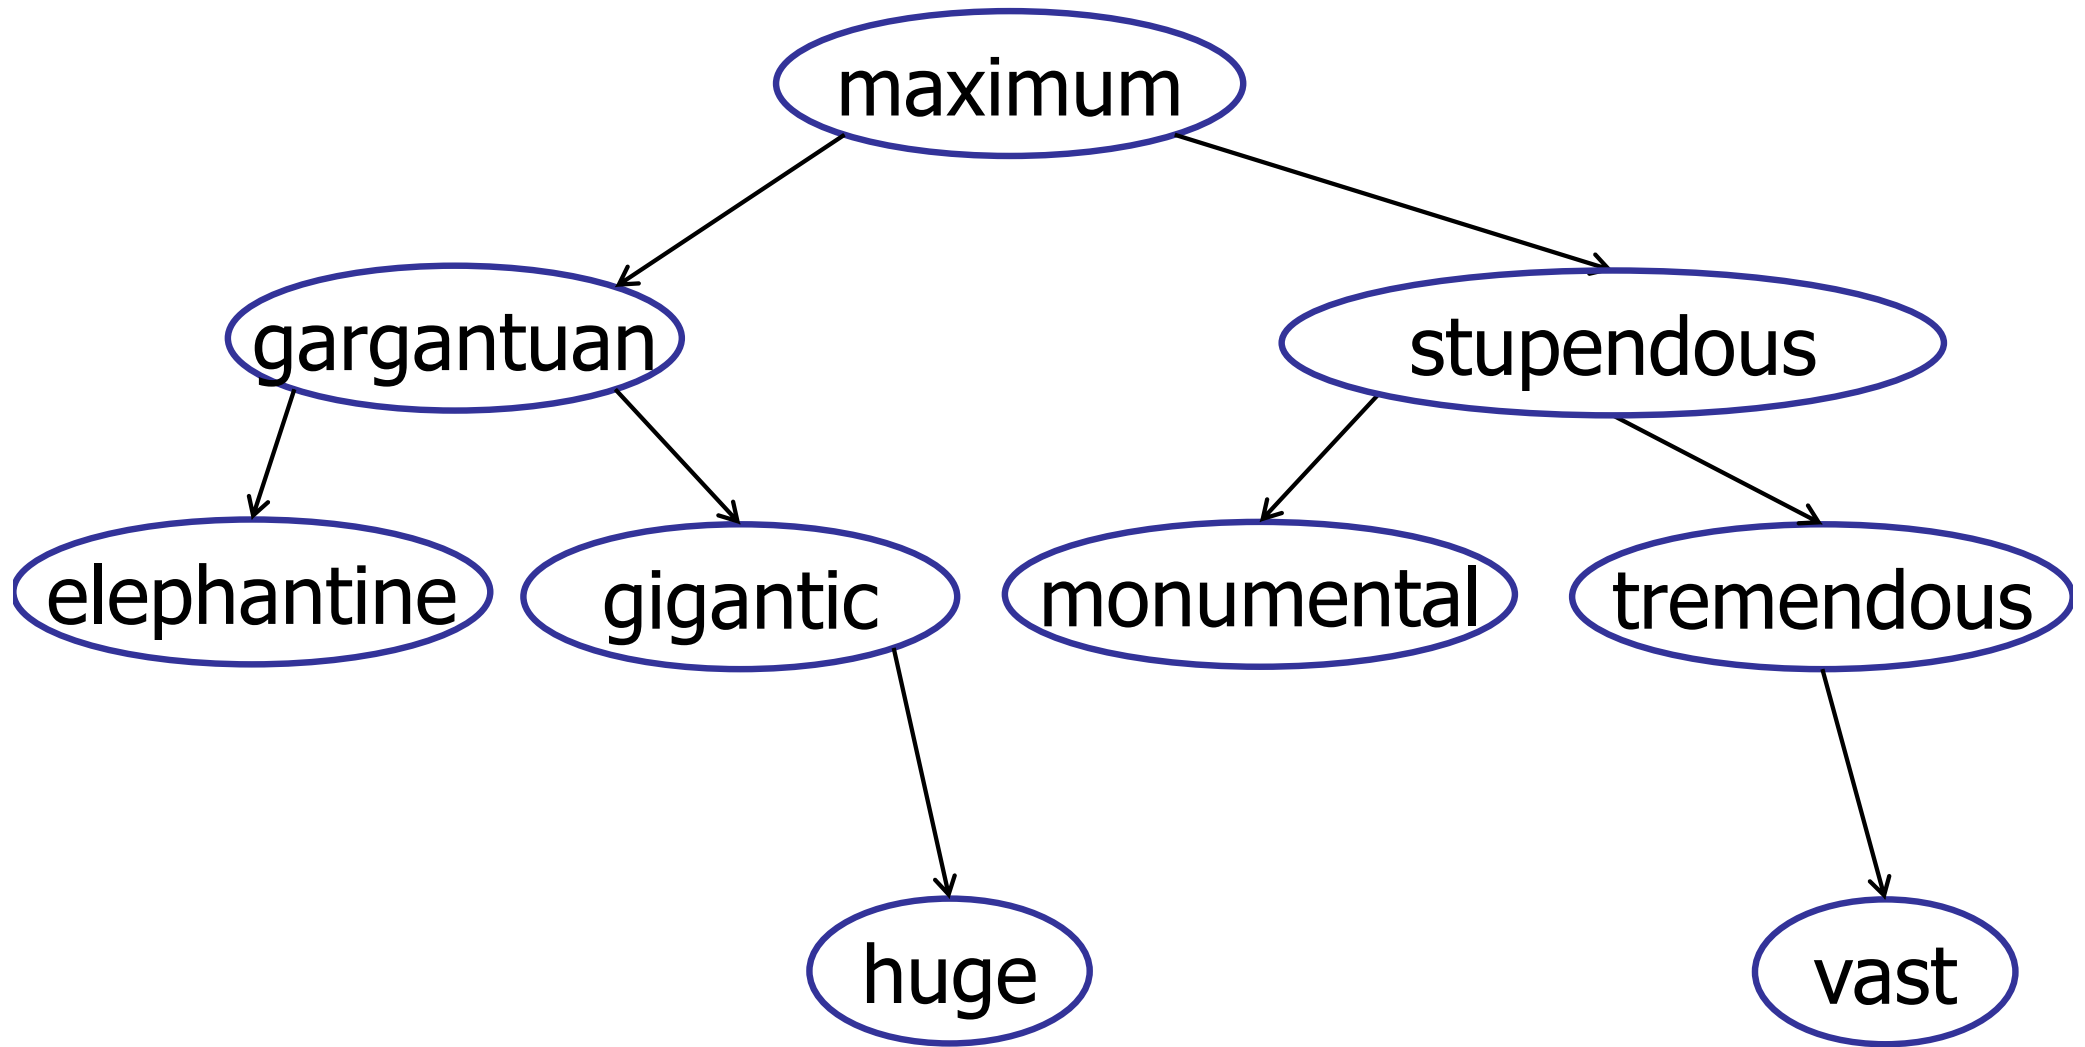 maximum
gargantuan
stupendous
elephantine
gigantic
monumental
tremendous
huge
vast